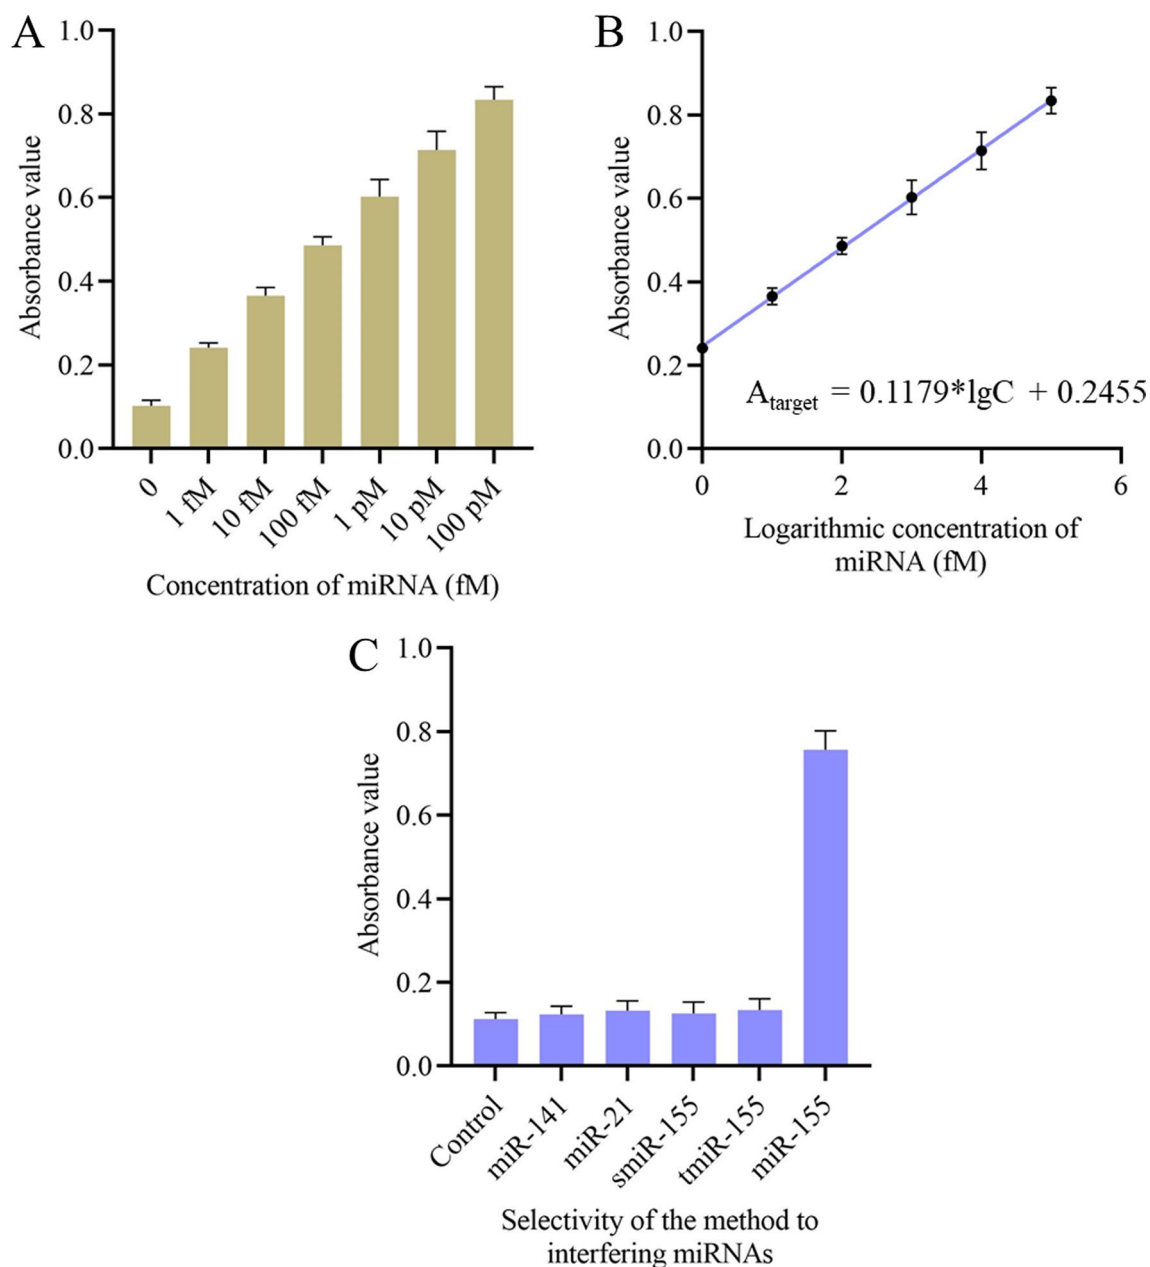 A
Absorbance value
1.0
0.8
0.6
0.4
0.2
0.0
0
1 fM
10 fM
100 fM
1 pM
10 pM
100 pM
Concentration of miRNA (fM)
B
Absorbance value
1.0
0.8
0.6
0.4
0.2
0.0
A_target = 0.1179*lgC + 0.2455
0
2
4
6
Logarithmic concentration of
miRNA (fM)
C
Absorbance value
1.0
0.8
0.6
0.4
0.2
0.0
Control
miR-141
miR-21
smiR-155
tmiR-155
miR-155
Selectivity of the method to
interfering miRNAs